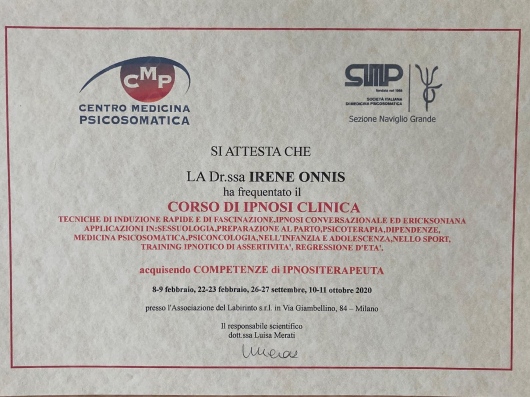 CMP
CENTRO MEDICINA
PSICOSOMATICA
SIMP
SOCIETÀ ITALIANA
DI MEDICINA PSICOSOMATICA
Sezione Naviglio Grande
SI ATTESTA CHE
LA Dr.ssa IRENE ONNIS
ha frequentato il
CORSO DI IPNOSI CLINICA
TECNICHE DI INDUZIONE RAPIDE E DI FASCINAZIONE,IPNOSI CONVERSAZIONALE ED ERICKSONIANA
APPLICAZIONI IN:SESSUOLOGIA,PREPARAZIONE AL PARTO,PSICOTERAPIA,DIPENDENZE,
MEDICINA PSICOSOMATICA,PSICONCOLOGIA,NELL'INFANZIA E ADOLESCENZA,NELLO SPORT,
TRAINING IPNOTICO DI ASSERTIVITA', REGRESSIONE D'ETA'.
acquisendo COMPETENZE di IPNOSITERAPEUTA
8-9 febbraio, 22-23 febbraio, 26-27 settembre, 10-11 ottobre 2020
presso l'Associazione del Labirinto s.r.l. in Via Giambellino, 84 – Milano
Il responsabile scientifico
dott.ssa Luisa Merati